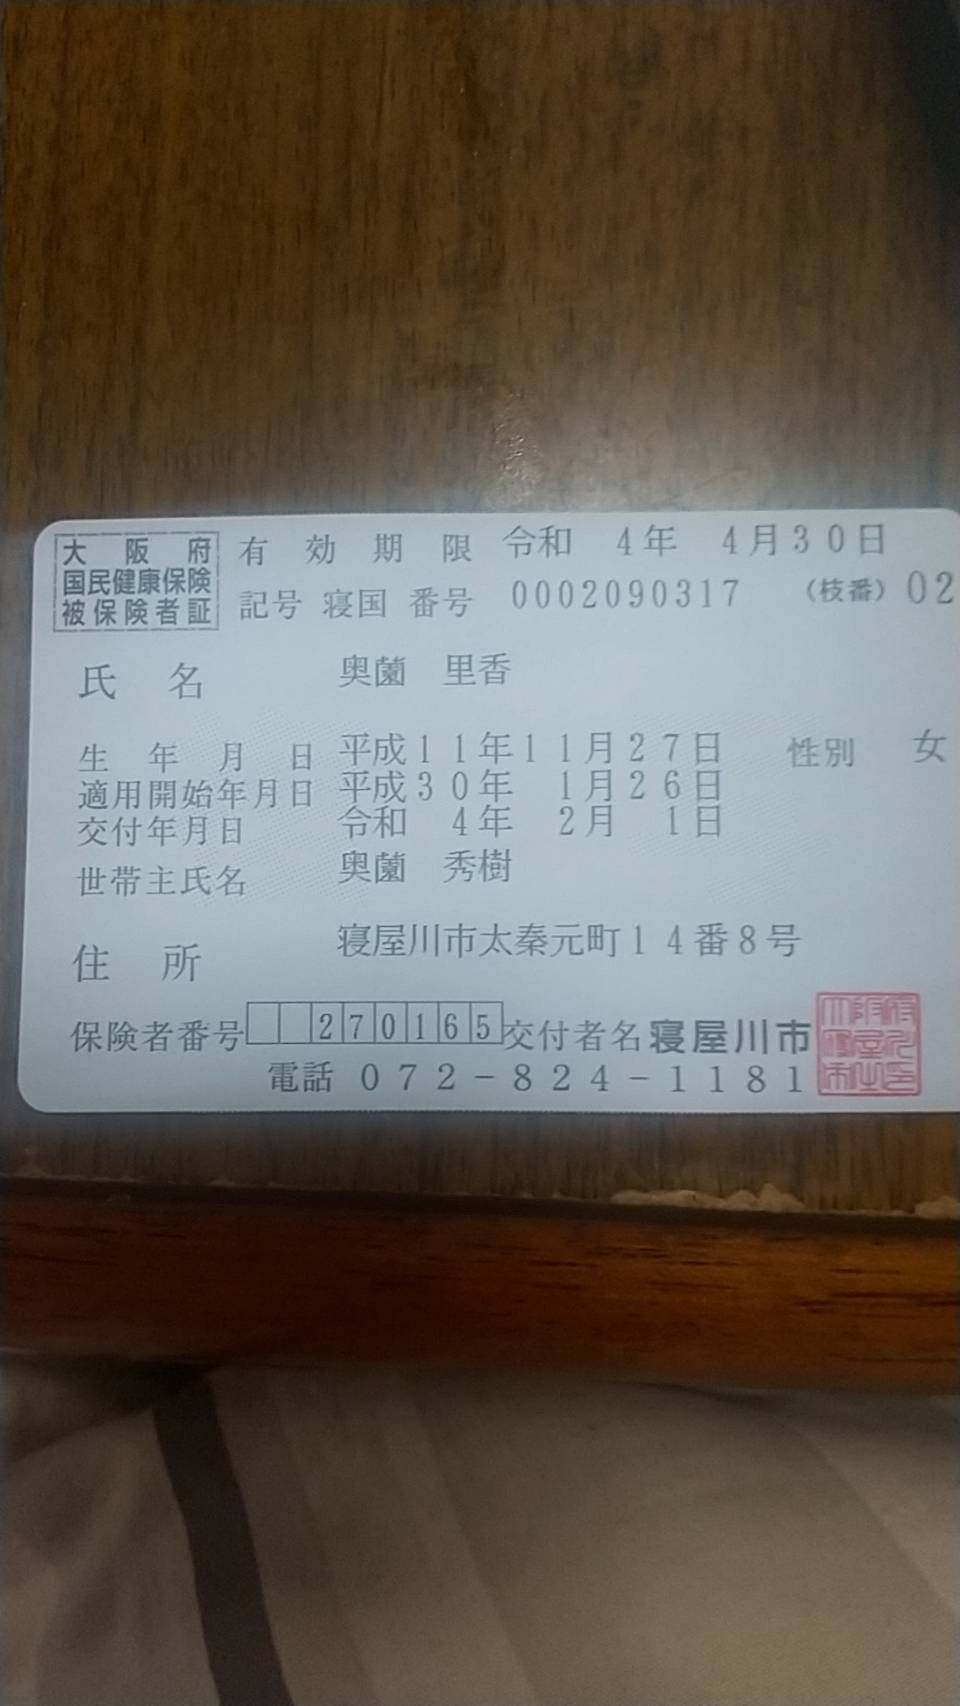 大阪府
国民健康保険
被保険者証
有効期限 令和 4年 4月30日
記号 寝国 番号 0002090317 （枝番）02
氏名 奥薗 里香
生年月日 平成11年11月27日 性別 女
適用開始年月日 平成30年 1月26日
交付年月日 令和 4年 2月 1日
世帯主氏名 奥薗 秀樹
住所 寝屋川市太秦元町14番8号
保険者番号 270165 交付者名 寝屋川市
電話 072-824-1181